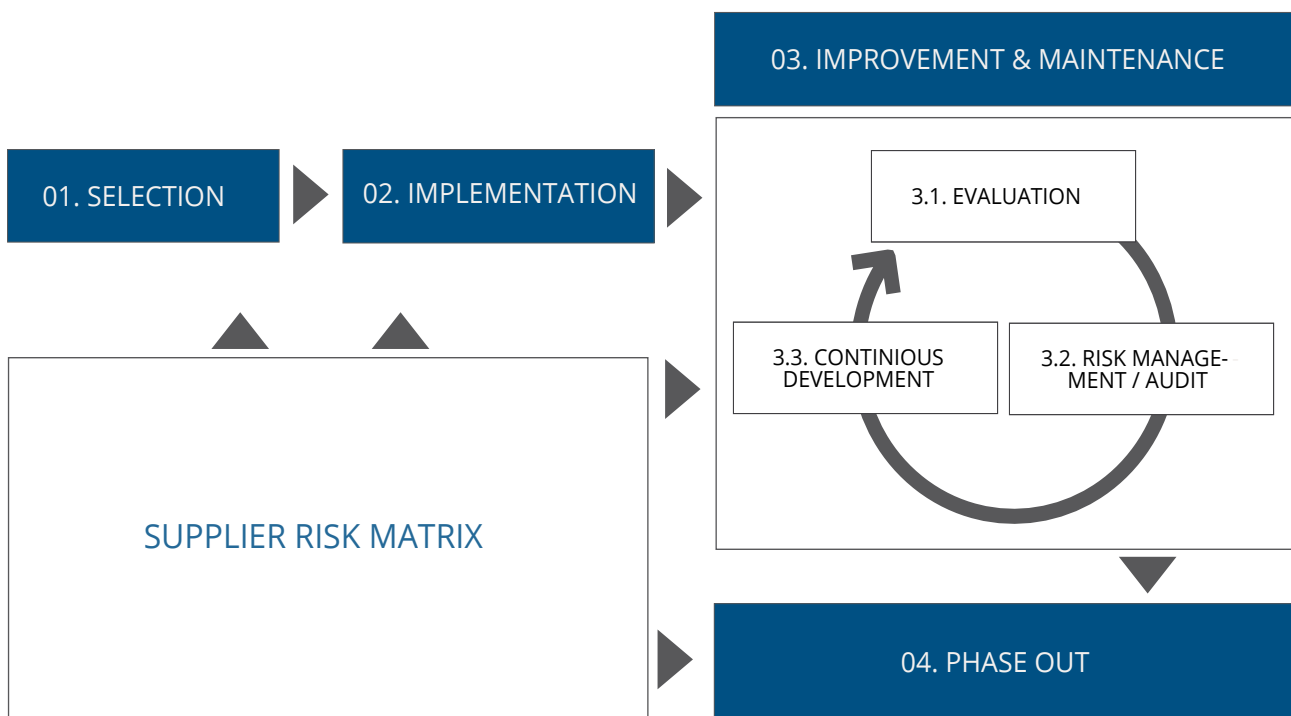 03. IMPROVEMENT & MAINTENANCE
01. SELECTION
02. IMPLEMENTATION
3.1. EVALUATION
3.3. CONTINIOUS
DEVELOPMENT
3.2. RISK MANAGE-
MENT / AUDIT
SUPPLIER RISK MATRIX
04. PHASE OUT